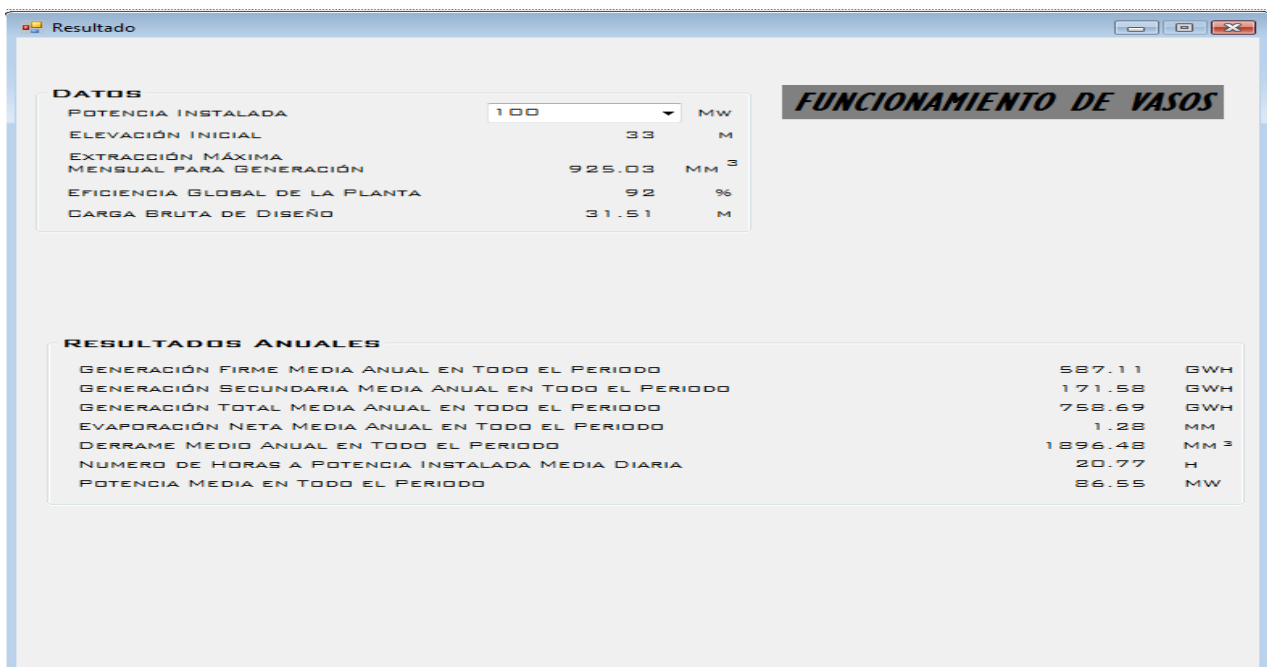 Resultado
FUNCIONAMIENTO DE VASOS
DATOS
POTENCIA INSTALADA 100 MW
ELEVACIÓN INICIAL 33 M
EXTRACCIÓN MÁXIMA
MENSUAL PARA GENERACIÓN 925.03 MM 3
EFICIENCIA GLOBAL DE LA PLANTA 92 %
CARGA BRUTA DE DISEÑO 31.51 M
RESULTADOS ANUALES
GENERACIÓN FIRME MEDIA ANUAL EN TODO EL PERIODO 587.11 GWH
GENERACIÓN SECUNDARIA MEDIA ANUAL EN TODO EL PERIODO 171.58 GWH
GENERACIÓN TOTAL MEDIA ANUAL EN TODO EL PERIODO 758.69 GWH
EVAPORACIÓN NETA MEDIA ANUAL EN TODO EL PERIODO 1.28 MM
DERRAME MEDIO ANUAL EN TODO EL PERIODO 1896.48 MM 3
NUMERO DE HORAS A POTENCIA INSTALADA MEDIA DIARIA 20.77 H
POTENCIA MEDIA EN TODO EL PERIODO 86.55 MW